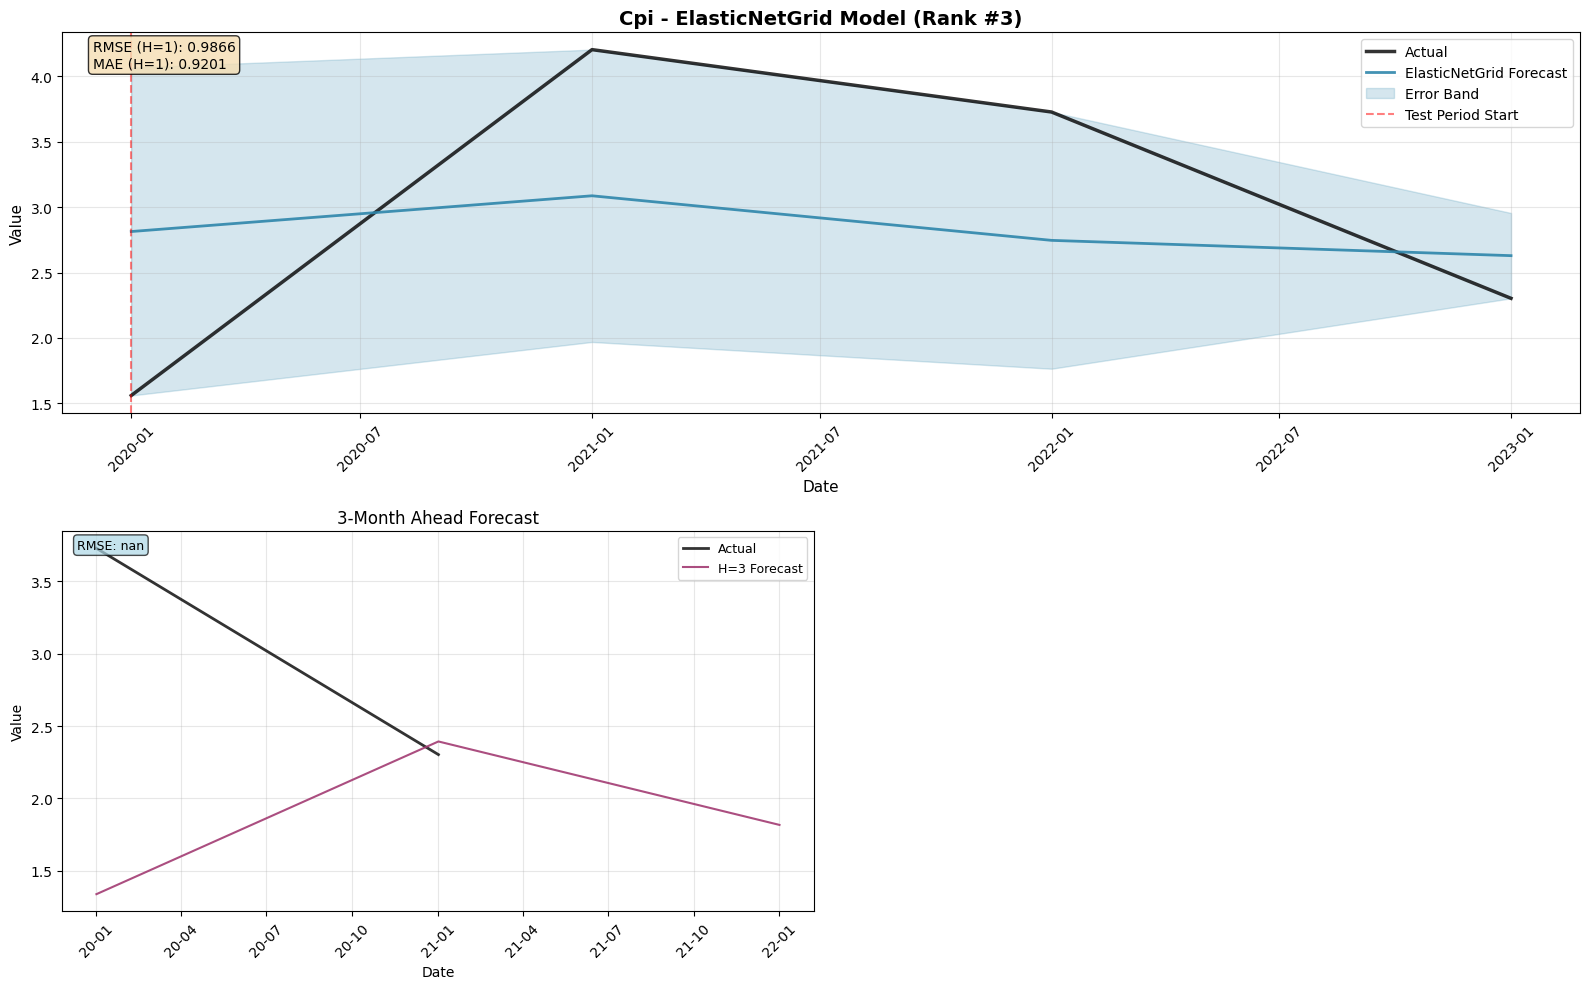 Cpi - ElasticNetGrid Model (Rank #3)
RMSE (H=1): 0.9866
MAE (H=1): 0.9201
Actual
ElasticNetGrid Forecast
Error Band
Test Period Start
Value
4.0
3.5
3.0
2.5
2.0
1.5
2020-01
2020-07
2021-01
2021-07
2022-01
2022-07
2023-01
Date
3-Month Ahead Forecast
RMSE: nan
Actual
H=3 Forecast
Value
3.5
3.0
2.5
2.0
1.5
20-01
20-04
20-07
20-10
21-01
21-04
21-07
21-10
22-01
Date